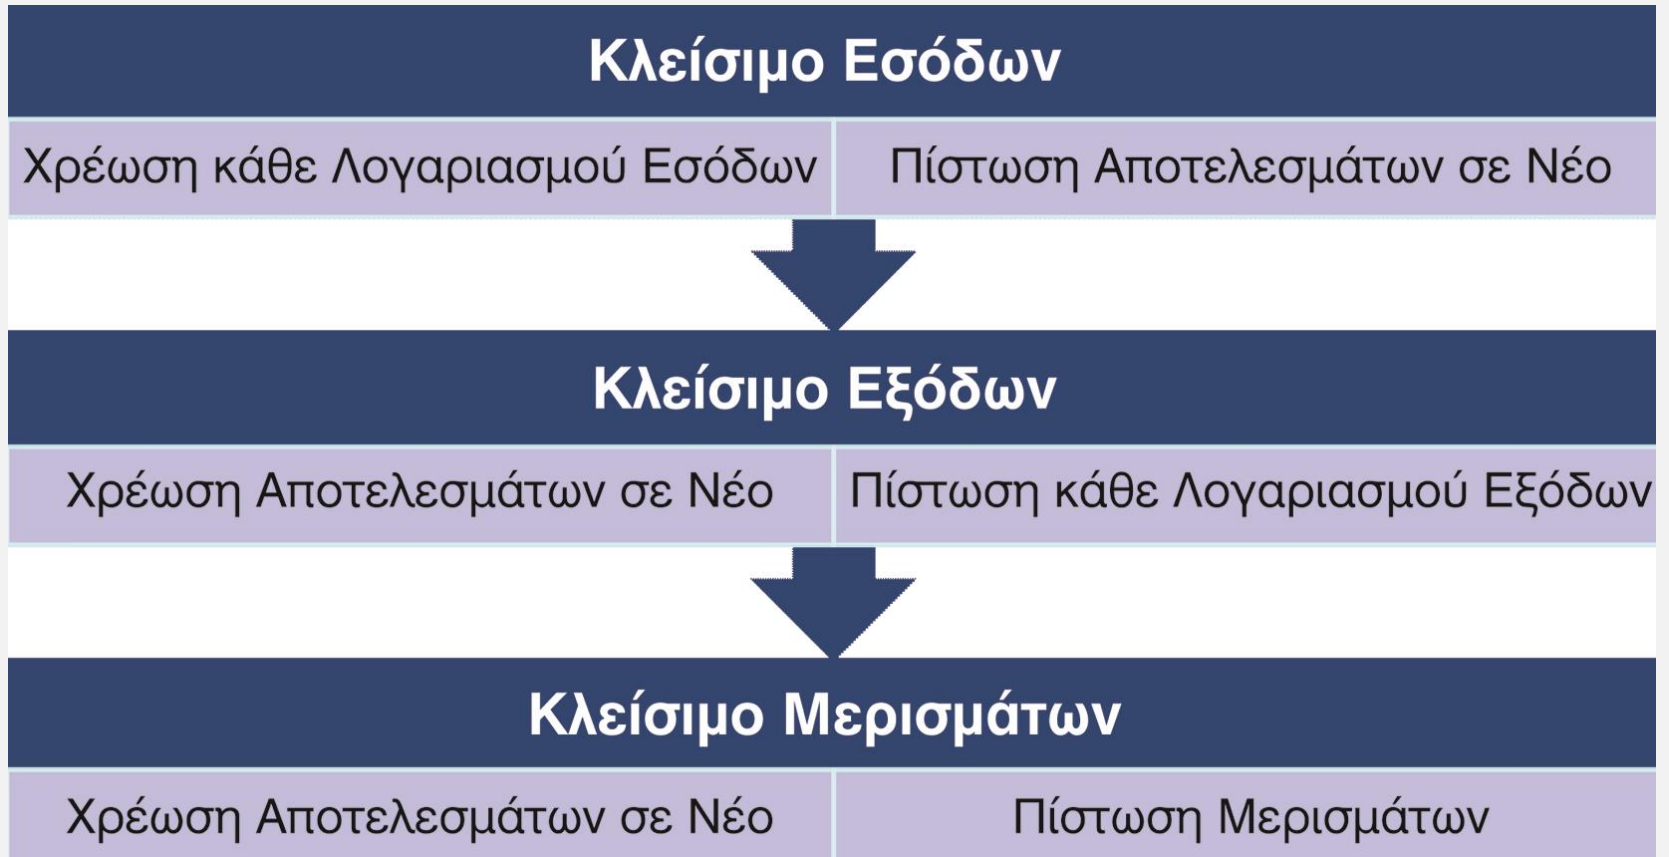 Κλείσιμο Εσόδων
Χρέωση κάθε Λογαριασμού Εσόδων
Πίστωση Αποτελεσμάτων σε Νέο
Κλείσιμο Εξόδων
Χρέωση Αποτελεσμάτων σε Νέο
Πίστωση κάθε Λογαριασμού Εξόδων
Κλείσιμο Μερισμάτων
Χρέωση Αποτελεσμάτων σε Νέο
Πίστωση Μερισμάτων